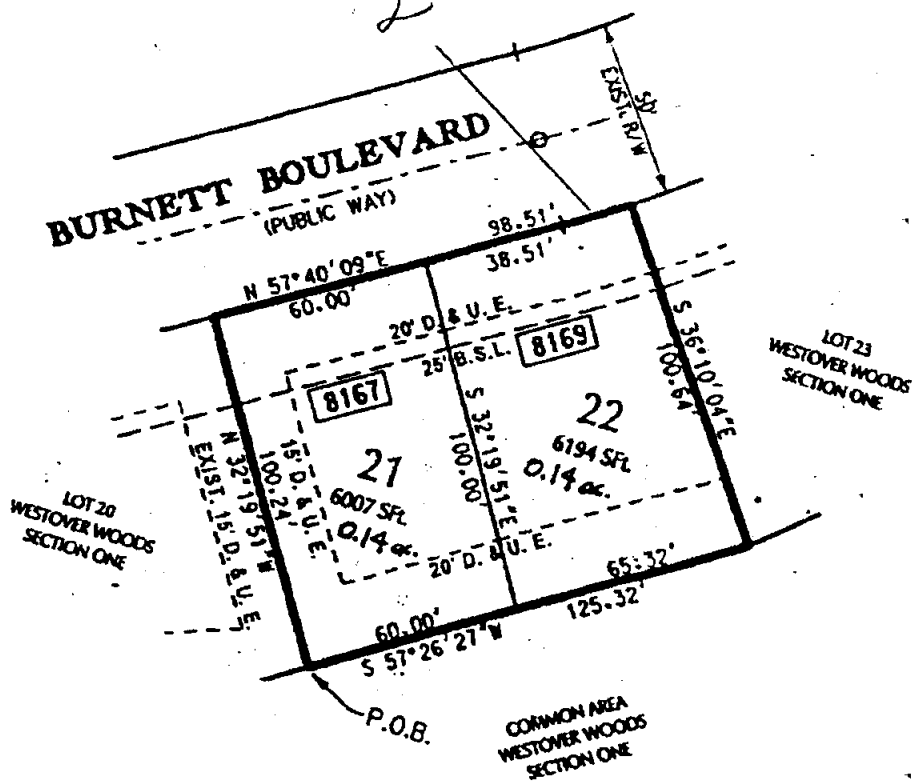 2
50'
EXIST. R/W
BURNETT BOULEVARD
(PUBLIC WAY)
98.51'
N 57°40'09"E
38.51'
60.00'
20' D. & U. E.
25' B.S.L.
8169
8167
S 36°10'04"E
100.64'
LOT 23
WESTOVER WOODS
SECTION ONE
22
6194 SFt.
0.14 ac.
S 32°19'51"E
100.00'
21
6007 SFt.
0.14 ac.
15' D. & U. E.
N 32°19'51"W
100.24'
EXIST. 15' D. & U. E.
LOT 20
WESTOVER WOODS
SECTION ONE
20' D. & U. E.
65.32'
60.00'
125.32'
S 57°26'27"W
P.O.B.
COMMON AREA
WESTOVER WOODS
SECTION ONE